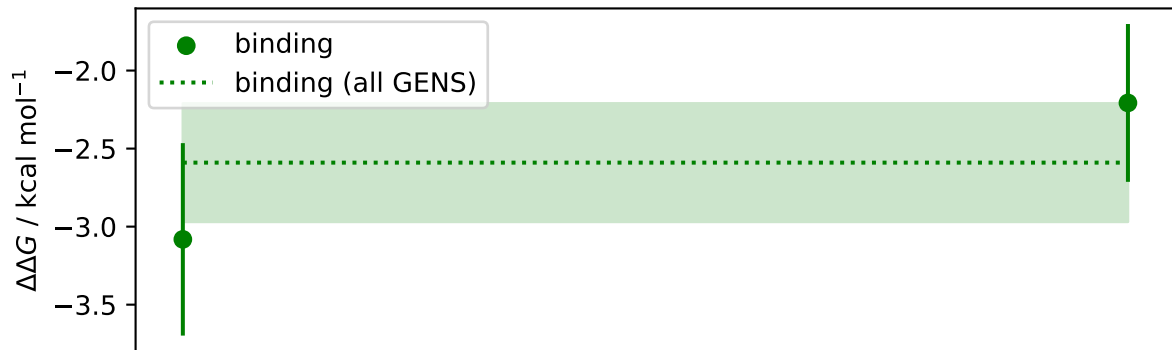 binding
binding (all GENS)
−2.0
−2.5
−3.0
−3.5
ΔΔG / kcal mol⁻¹